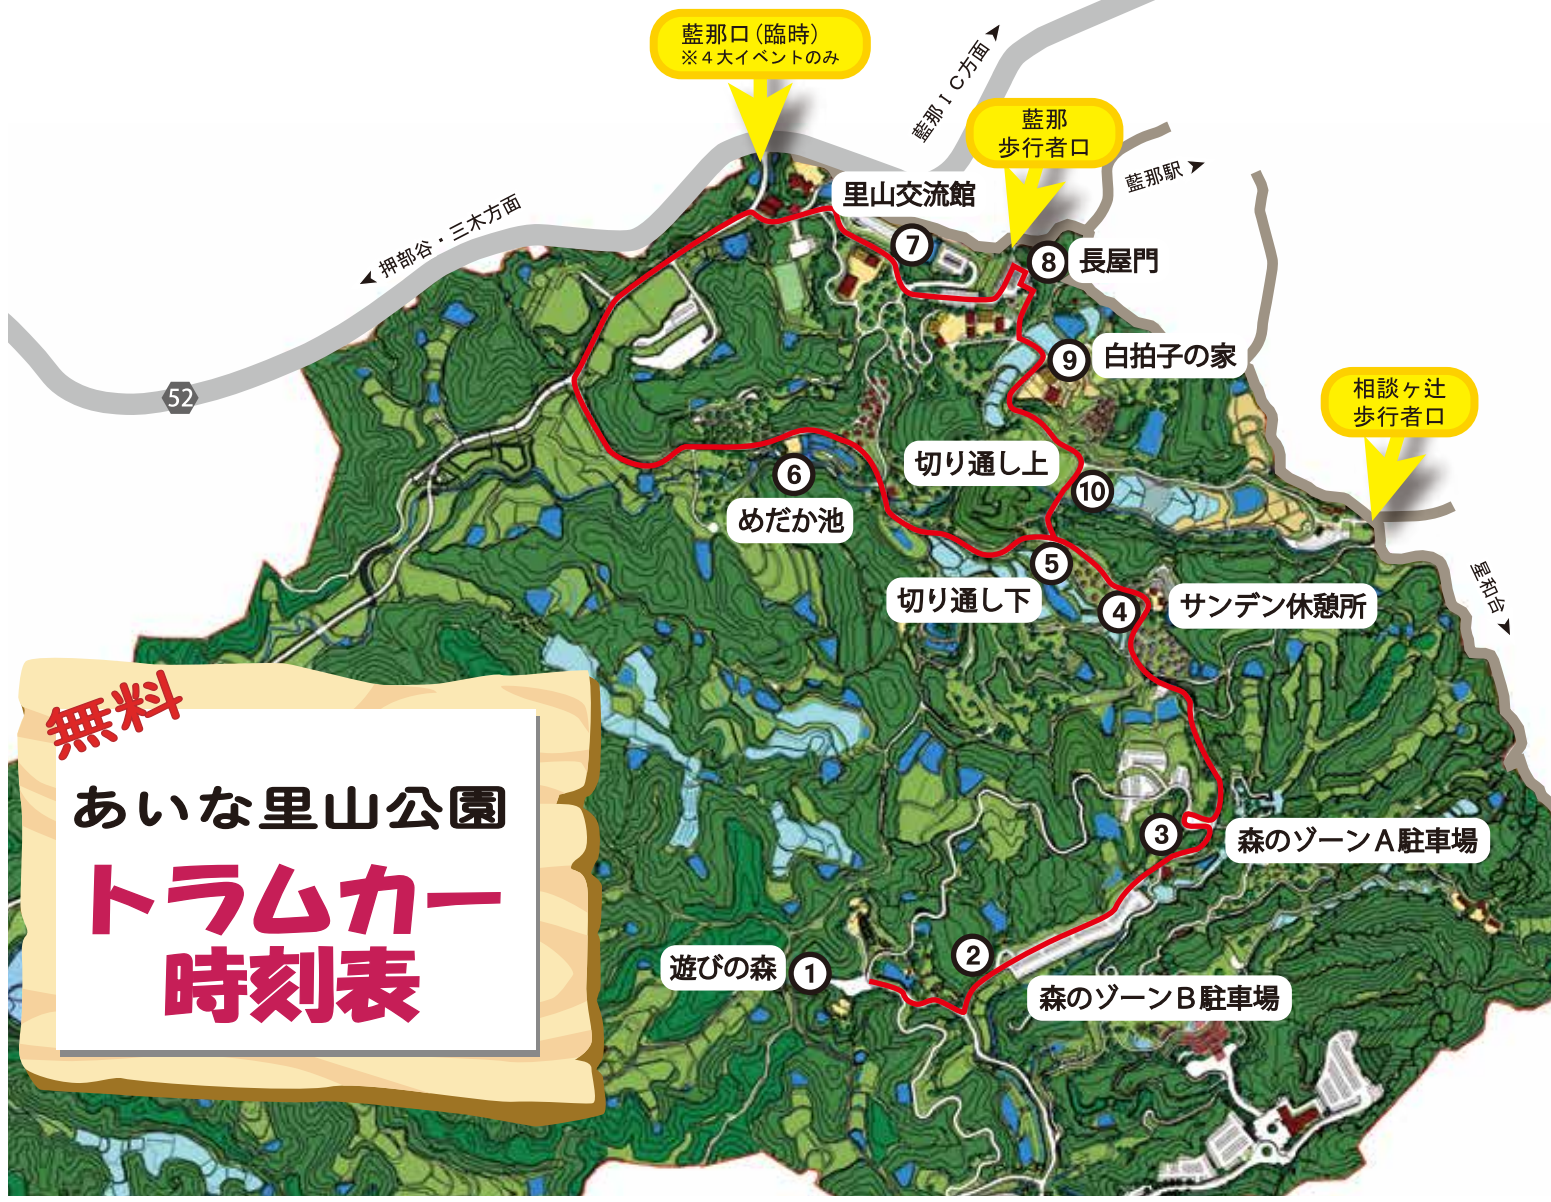 藍那口（臨時）
※４大イベントのみ
藍那ＩＣ方面
藍那
歩行者口
藍那駅
里山交流館
押部谷・三木方面
7
8
長屋門
9
白拍子の家
52
相談ヶ辻
歩行者口
切り通し上
6
10
めだか池
5
切り通し下
4
サンデン休憩所
星和台
無料
あいな里山公園
トラムカー
時刻表
3
森のゾーンＡ駐車場
遊びの森
1
2
森のゾーンＢ駐車場